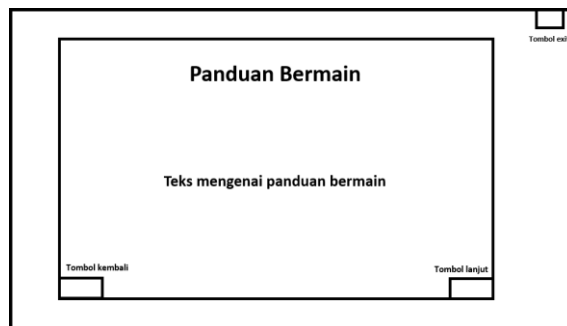 Tombol exi
Panduan Bermain
Teks mengenai panduan bermain
Tombol kembali
Tombol lanjut